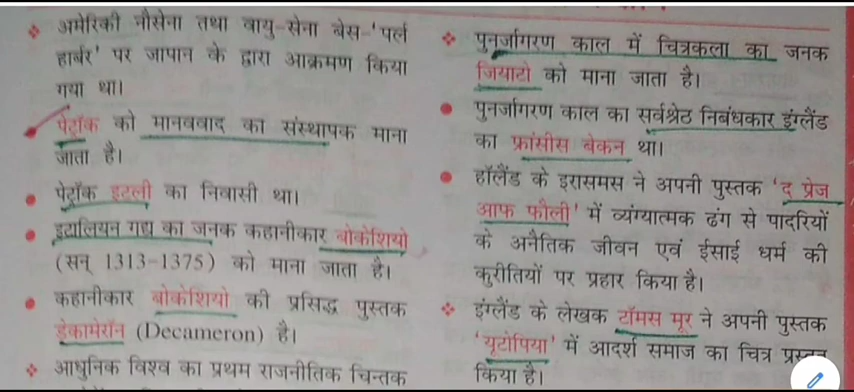 अमेरिकी नौसेना तथा वायु-सेना बेस-'पर्ल
हार्बर' पर जापान के द्वारा आक्रमण किया
गया था।
पेट्रॉक को मानववाद का संस्थापक माना
जाता है।
पेट्रॉक इटली का निवासी था।
इटालियन गद्य का जनक कहानीकार बोकेशियो
(सन् 1313-1375) को माना जाता है।
कहानीकार बोकेशियो की प्रसिद्ध पुस्तक
डेकामेरॉन (Decameron) है।
आधुनिक विश्व का प्रथम राजनीतिक चिन्तक
पुनर्जागरण काल में चित्रकला का जनक
जियाटो को माना जाता है।
पुनर्जागरण काल का सर्वश्रेठ निबंधकार इंग्लैंड
का फ्रांसीस बेकन था।
हॉलैंड के इरासमस ने अपनी पुस्तक 'द प्रेज
आफ फौली' में व्यंग्यात्मक ढंग से पादरियों
के अनैतिक जीवन एवं ईसाई धर्म की
कुरीतियों पर प्रहार किया है।
इंग्लैंड के लेखक टॉमस मूर ने अपनी पुस्तक
'यूटोपिया' में आदर्श समाज का चित्र प्रस्तुत
किया है।